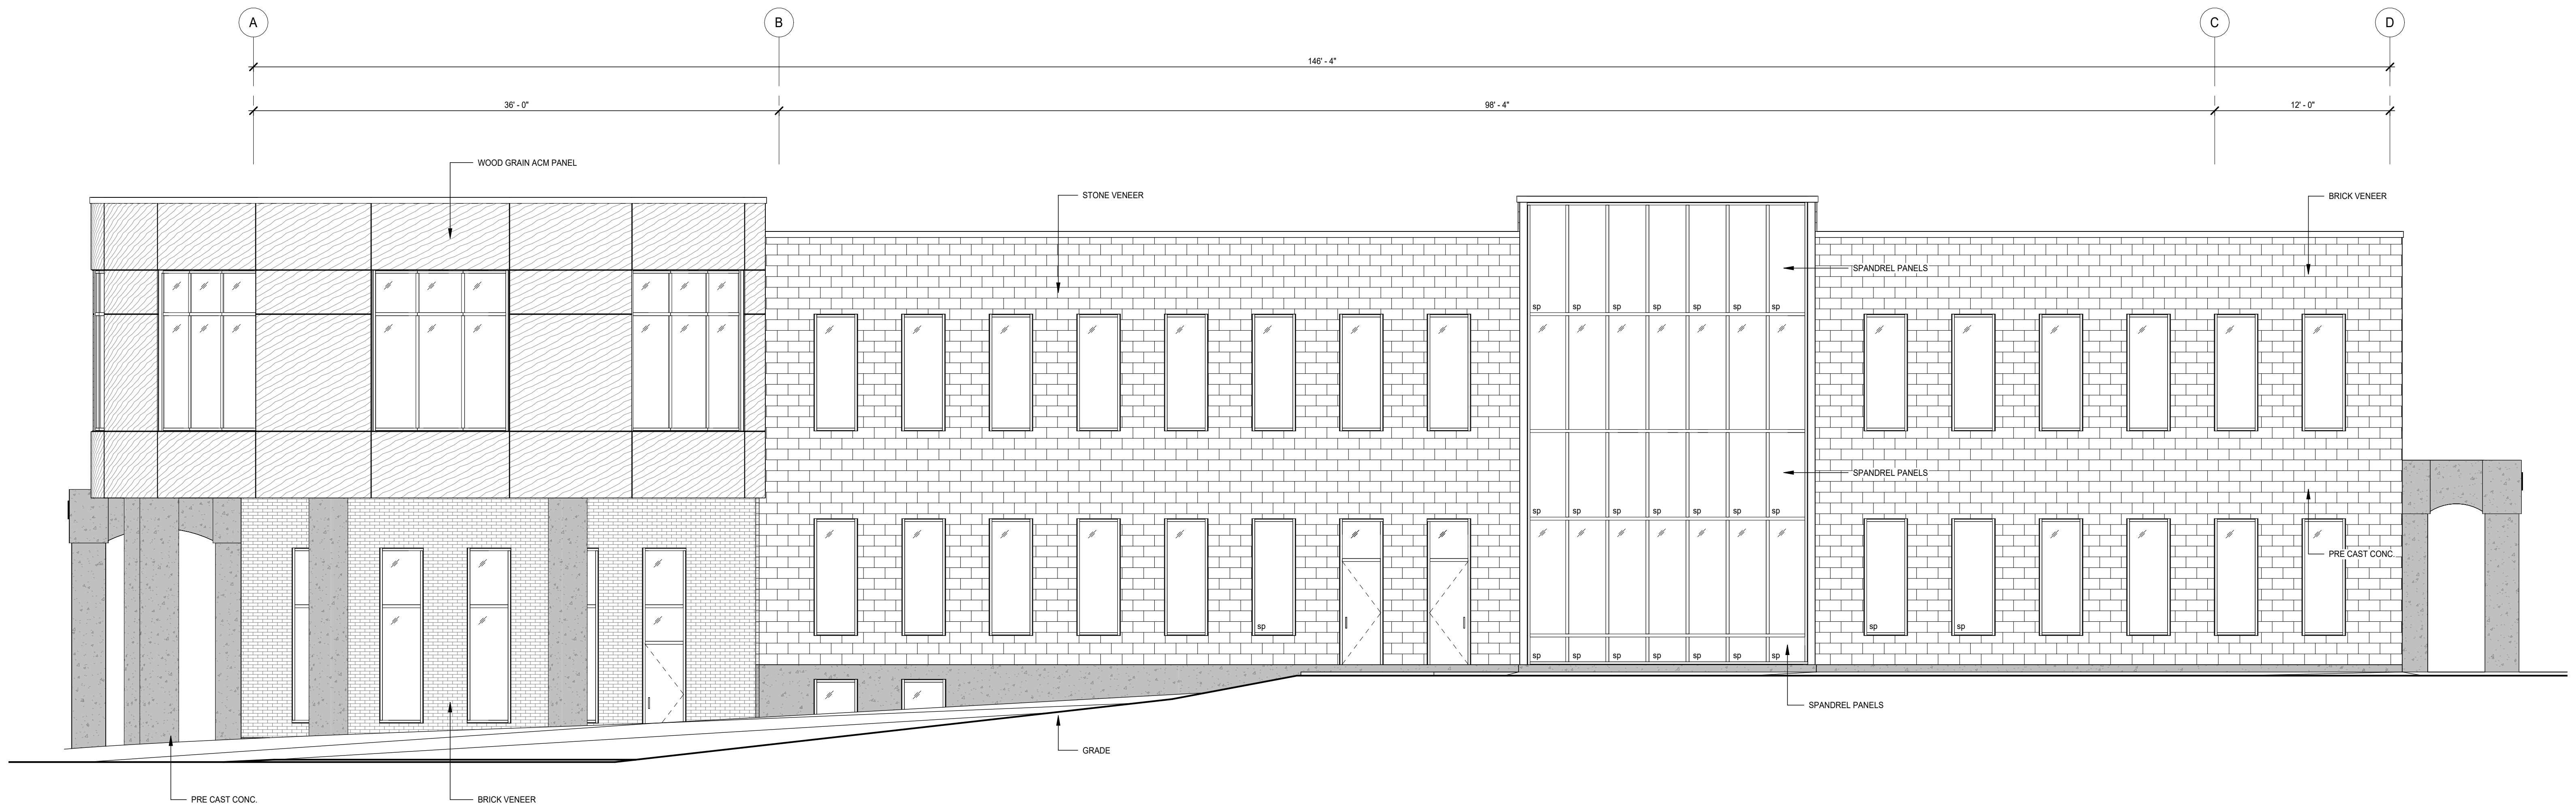 A
B
C
D
146' - 4"
36' - 0"
98' - 4"
12' - 0"
WOOD GRAIN ACM PANEL
STONE VENEER
BRICK VENEER
SPANDREL PANELS
sp sp sp sp sp sp sp
SPANDREL PANELS
sp sp sp sp sp sp sp
PRE CAST CONC.
sp
sp sp
sp sp sp sp sp sp sp
SPANDREL PANELS
GRADE
PRE CAST CONC.
BRICK VENEER